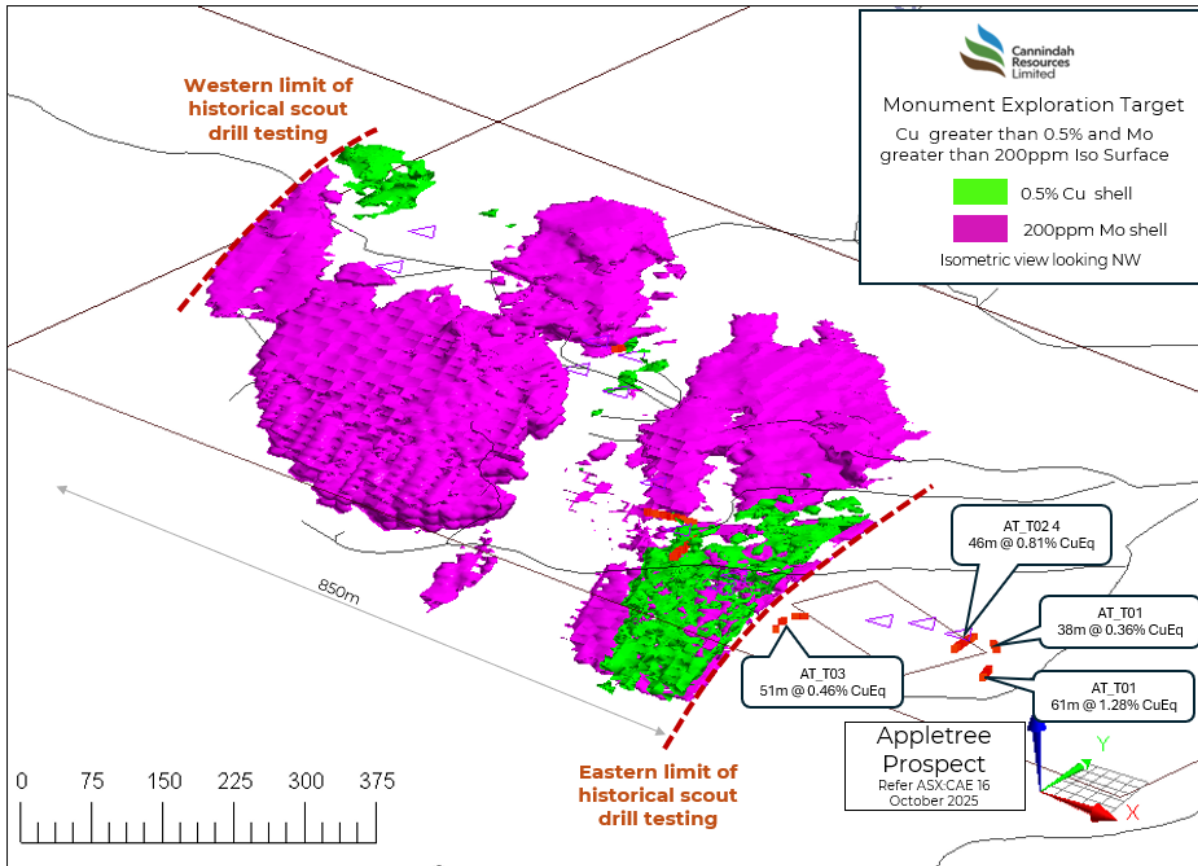 Western limit of
historical scout
drill testing
Cannindah
Resources
Limited
Monument Exploration Target
Cu greater than 0.5% and Mo
greater than 200ppm Iso Surface
0.5% Cu shell
200ppm Mo shell
Isometric view looking NW
850m
AT_T02 4
46m @ 0.81% CuEq
AT_T01
38m @ 0.36% CuEq
AT_T03
51m @ 0.46% CuEq
AT_T01
61m @ 1.28% CuEq
Appletree
Prospect
Refer ASX:CAE 16
October 2025
Y
X
Eastern limit of
historical scout
drill testing
0 75 150 225 300 375